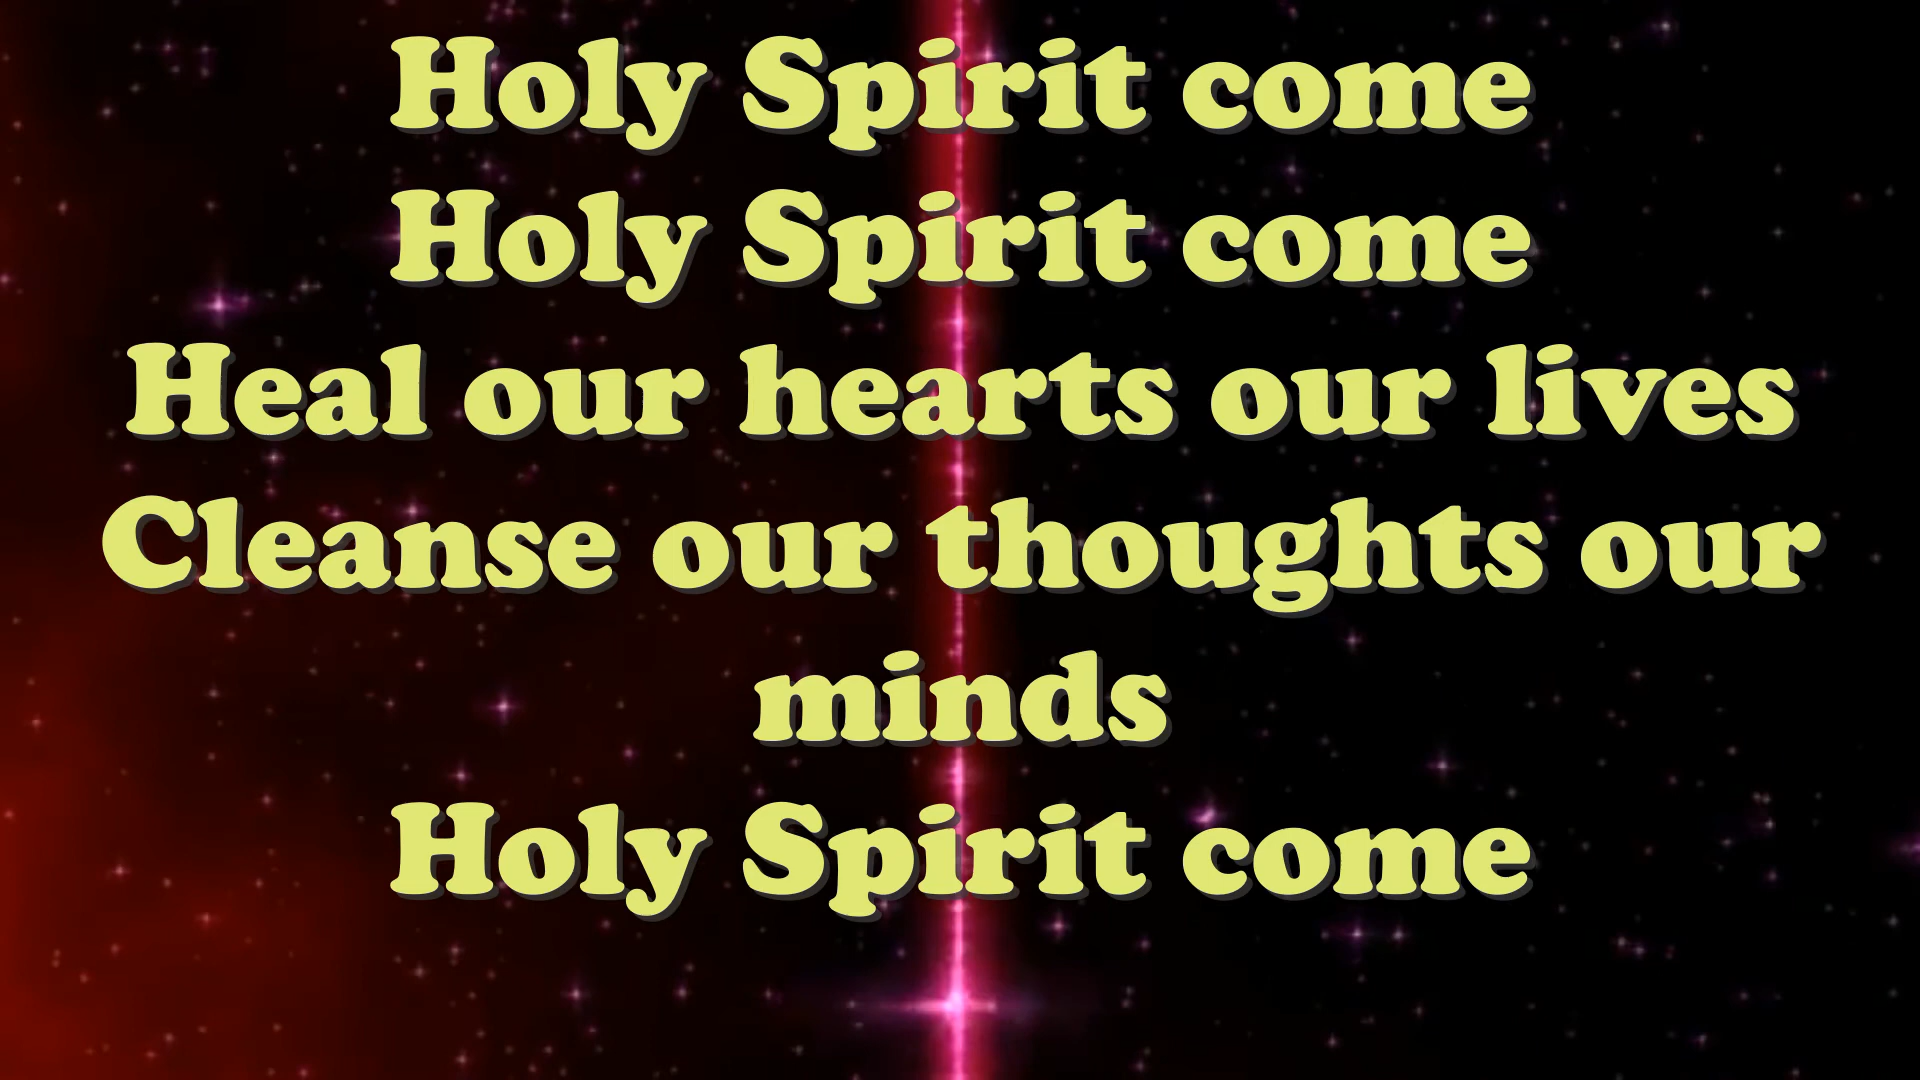 Holy Spirit come
Holy Spirit come
Heal our hearts our lives
Cleanse our thoughts our
minds
Holy Spirit come